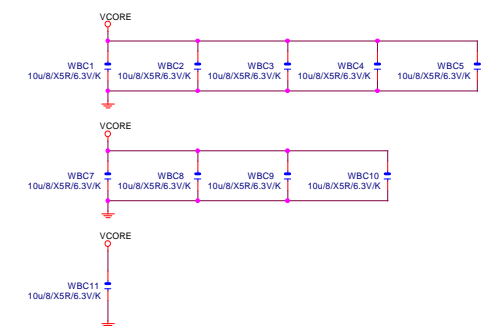 VCORE
WBC1 WBC2 WBC3 WBC4 WBC5
10u/8/X5R/6.3V/K 10u/8/X5R/6.3V/K 10u/8/X5R/6.3V/K 10u/8/X5R/6.3V/K 10u/8/X5R/6.3V/K
VCORE
WBC7 WBC8 WBC9 WBC10
10u/8/X5R/6.3V/K 10u/8/X5R/6.3V/K 10u/8/X5R/6.3V/K 10u/8/X5R/6.3V/K
VCORE
WBC11
10u/8/X5R/6.3V/K